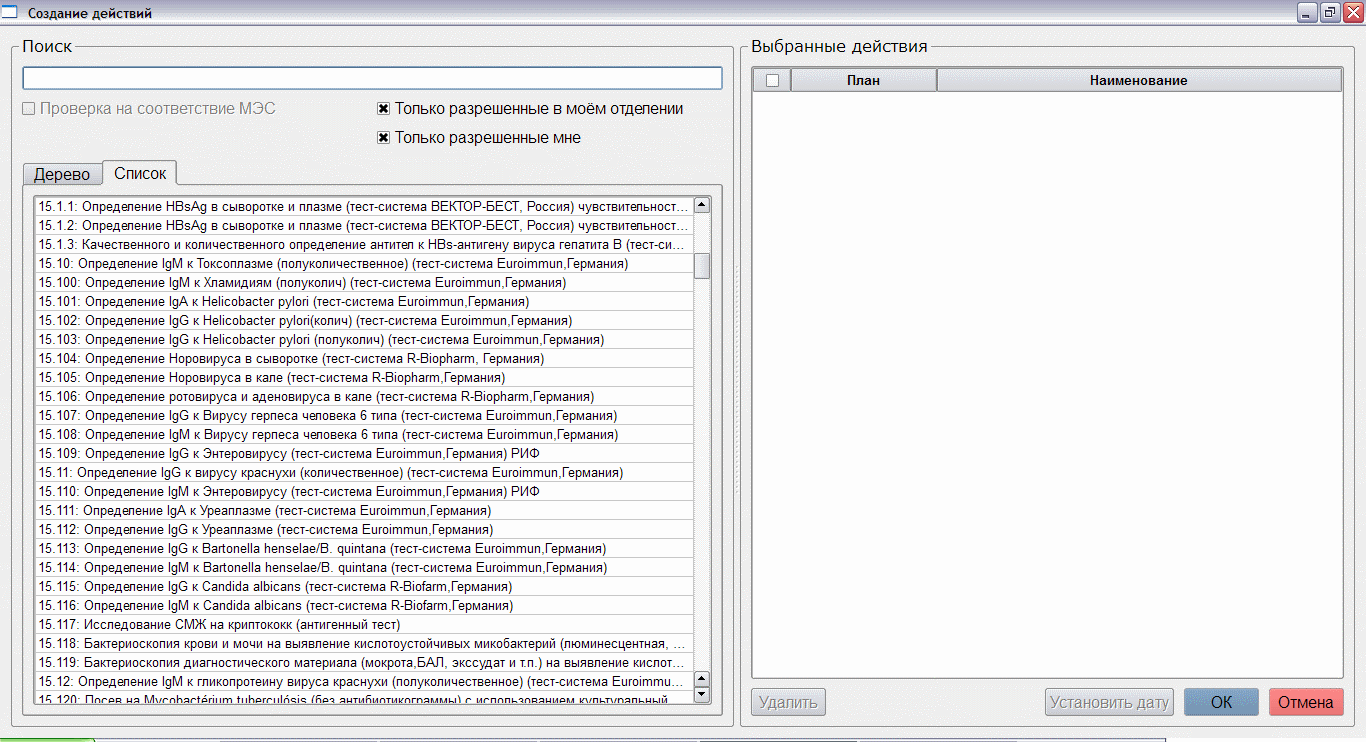 Создание действий
Поиск
Проверка на соответствие МЭС
Только разрешенные в моём отделении
Только разрешенные мне
Дерево
Список
15.1.1: Определение HBsAg в сыворотке и плазме (тест-система ВЕКТОР-БЕСТ, Россия) чувствительност...
15.1.2: Определение HBsAg в сыворотке и плазме (тест-система ВЕКТОР-БЕСТ, Россия) чувствительност...
15.1.3: Качественного и количественного определение антител к HBs-антигену вируса гепатита В (тест-си...
15.10: Определение IgM к Токсоплазме (полуколичественное) (тест-система Euroimmun,Германия)
15.100: Определение IgM к Хламидиям (полуколич) (тест-система Euroimmun,Германия)
15.101: Определение IgA к Helicobacter pylori (тест-система Euroimmun,Германия)
15.102: Определение IgG к Helicobacter pylori(колич) (тест-система Euroimmun,Германия)
15.103: Определение IgG к Helicobacter pylori (полуколич) (тест-система Euroimmun,Германия)
15.104: Определение Норовируса в сыворотке (тест-система R-Biopharm, Германия)
15.105: Определение Норовируса в кале (тест-система R-Biopharm,Германия)
15.106: Определение ротовируса и аденовируса в кале (тест-система R-Biopharm,Германия)
15.107: Определение IgG к Вирусу герпеса человека 6 типа (тест-система Euroimmun,Германия)
15.108: Определение IgM к Вирусу герпеса человека 6 типа (тест-система Euroimmun,Германия)
15.109: Определение IgG к Энтеровирусу (тест-система Euroimmun,Германия) РИФ
15.11: Определение IgG к вирусу краснухи (количественное) (тест-система Euroimmun,Германия)
15.110: Определение IgM к Энтеровирусу (тест-система Euroimmun,Германия) РИФ
15.111: Определение IgA к Уреаплазме (тест-система Euroimmun,Германия)
15.112: Определение IgG к Уреаплазме (тест-система Euroimmun,Германия)
15.113: Определение IgG к Bartonella henselae/B. quintana (тест-система Euroimmun,Германия)
15.114: Определение IgM к Bartonella henselae/B. quintana (тест-система Euroimmun,Германия)
15.115: Определение IgG к Candida albicans (тест-система R-Biofarm,Германия)
15.116: Определение IgM к Candida albicans (тест-система R-Biofarm,Германия)
15.117: Исследование СМЖ на криптококк (антигенный тест)
15.118: Бактериоскопия крови и мочи на выявление кислотоустойчивых микобактерий (люминесцентная, ...
15.119: Бактериоскопия диагностического материала (мокрота,БАЛ, экссудат и т.п.) на выявление кислот...
15.12: Определение IgM к гликопротеину вируса краснухи (полуколичественное) (тест-система Euroimmu...
15.120: Посев на Mycobactérium tuberculósis (без антибиотикограммы) с использованием культуральный
Выбранные действия
План
Наименование
Удалить
Установить дату
ОК
Отмена